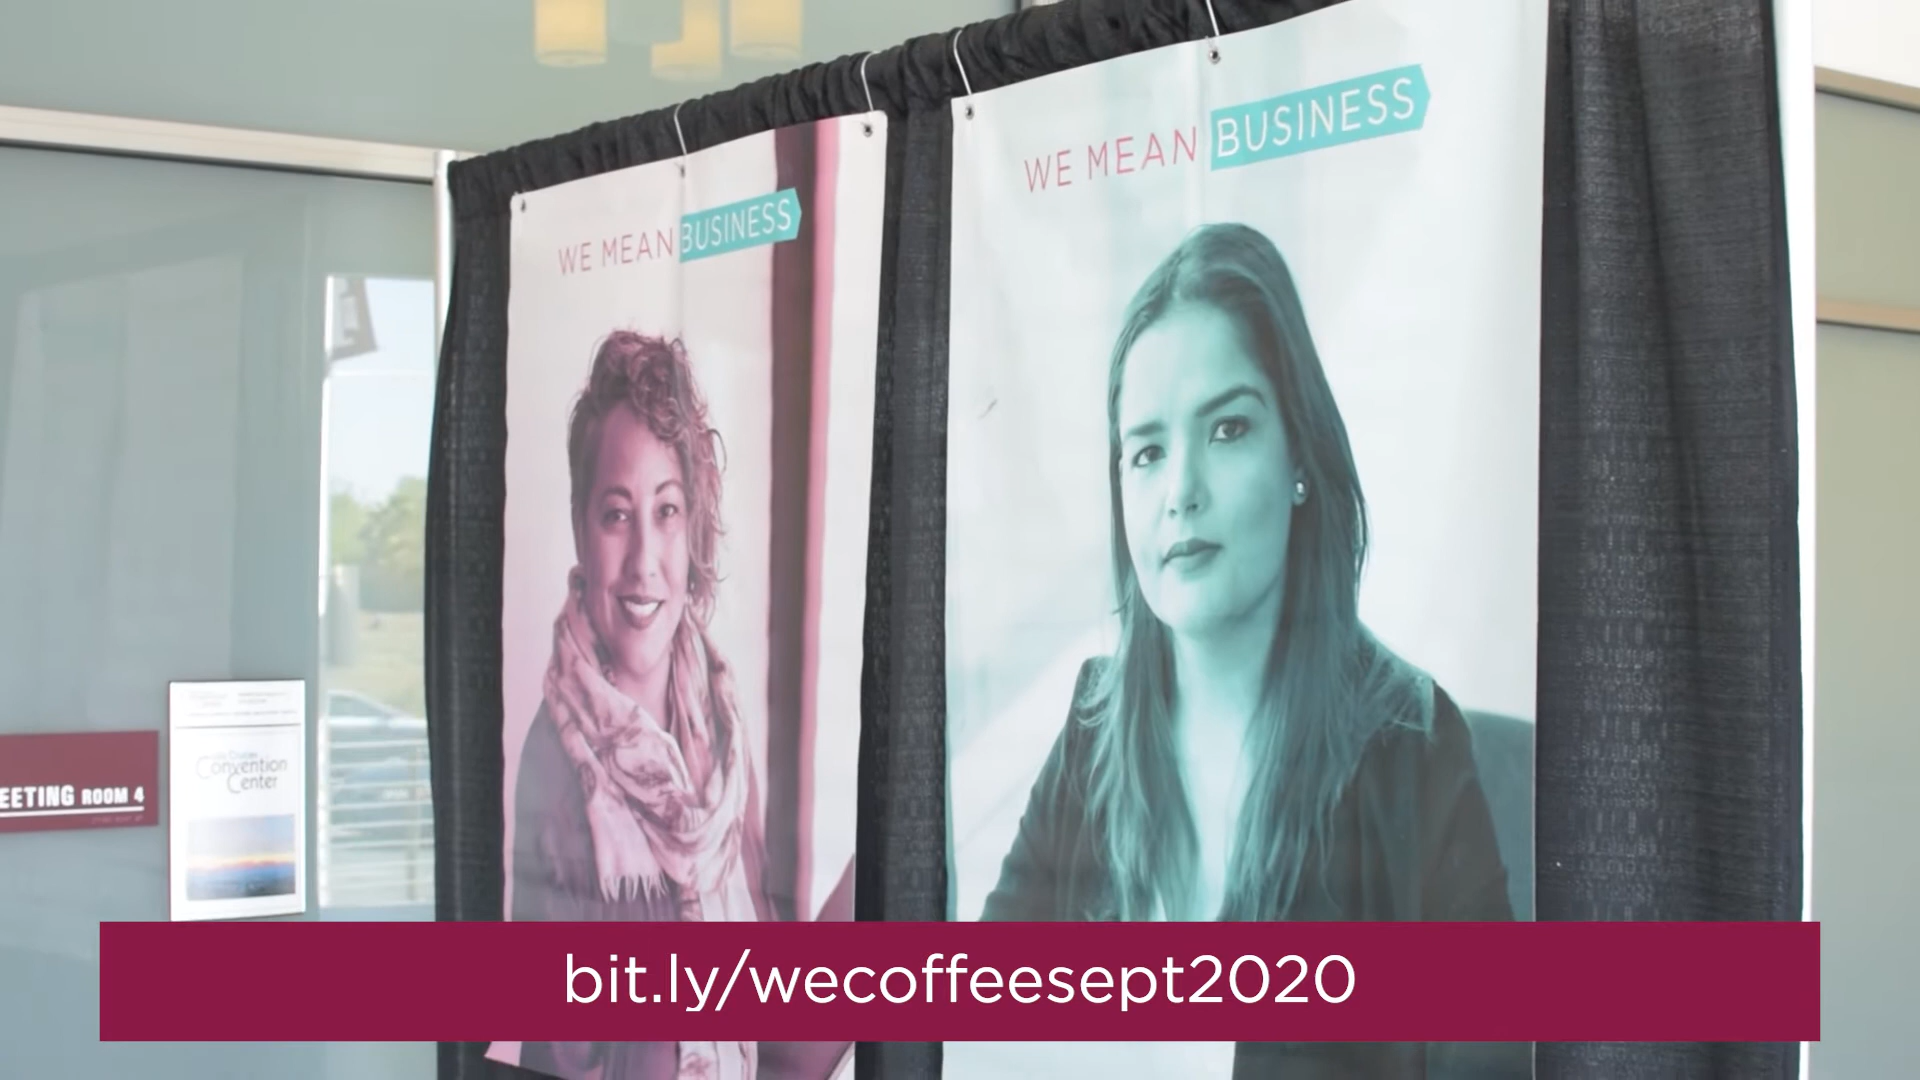 WE MEAN BUSINESS
WE MEAN BUSINESS
EETING ROOM 4
Convention
Center
bit.ly/wecoffeesept2020